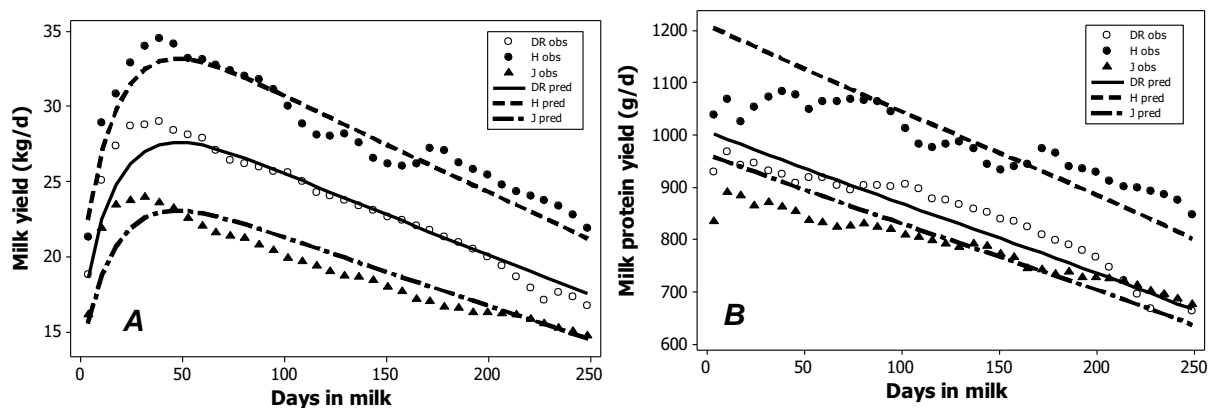 Milk yield (kg/d)
35
30
25
20
15
DR obs
H obs
J obs
DR pred
H pred
J pred
A
0 50 100 150 200 250
Days in milk
Milk protein yield (g/d)
1200
1100
1000
900
800
700
600
DR obs
H obs
J obs
DR pred
H pred
J pred
B
0 50 100 150 200 250
Days in milk